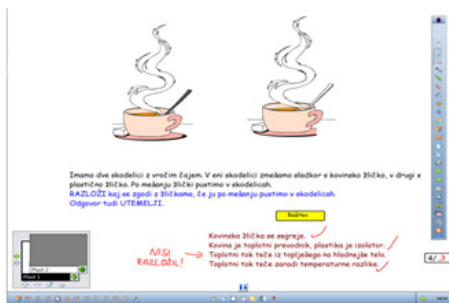 Imamo dve skodelici z vročim čajem. V eni skodelici zmešamo sladkor s kovinsko žličko, v drugi s
plastično žličko. Po mešanju žlički pustimo v skodelicah.
RAZLOŽI kaj se zgodi z žličkama, če ju po mešanju pustimo v skodelicah.
Odgovor tudi UTEMELJI.
Rešitev
Kovinska žlička se segreje.
Kovina je toplotni prevodnik, plastika je izolator.
NISI
RAZLOŽIL!
Toplotni tok teče iz toplejšega na hladnejše telo.
Toplotni tok teče zaradi temperaturne razlike.
4/3